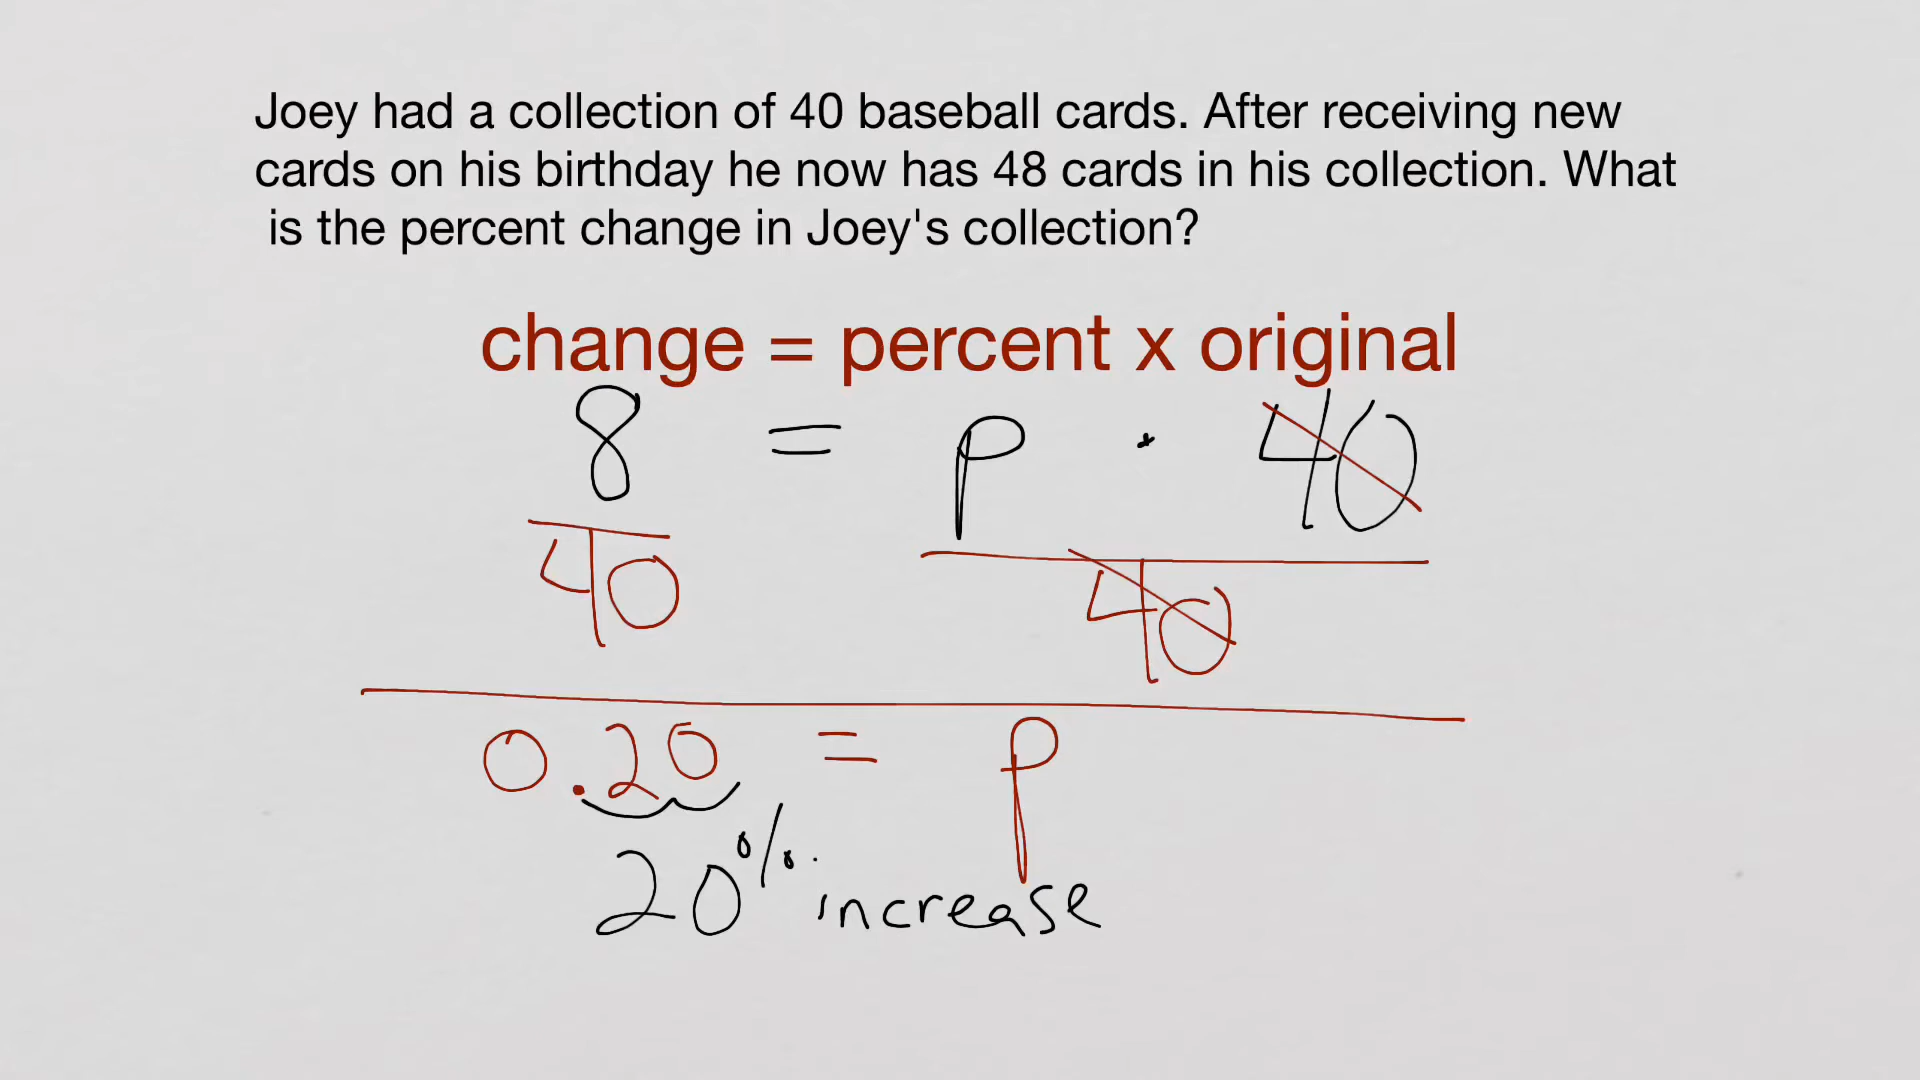 Joey had a collection of 40 baseball cards. After receiving new
cards on his birthday he now has 48 cards in his collection. What
is the percent change in Joey's collection?
change = percent x original
8 = p · 40
40 40
0.20 = p
20% increase